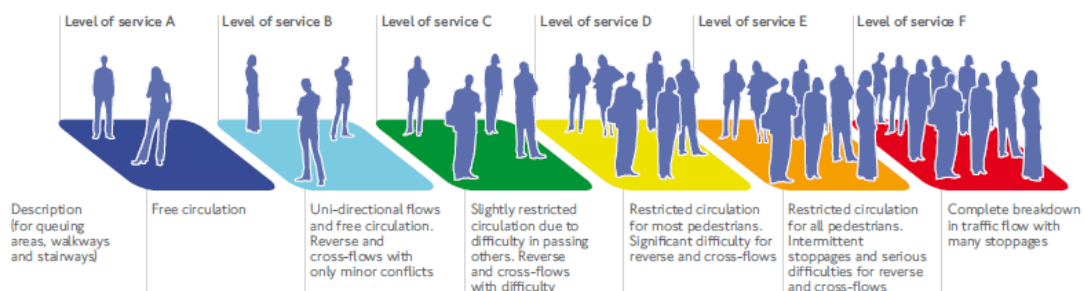 Level of service A
Level of service B
Level of service C
Level of service D
Level of service E
Level of service F
Description
(for queuing
areas, walkways
and stairways)
Free circulation
Uni-directional flows
and free circulation.
Reverse and
cross-flows with
only minor conflicts
Slightly restricted
circulation due to
difficulty in passing
others. Reverse
and cross-flows
with difficulty
Restricted circulation
for most pedestrians.
Significant difficulty for
reverse and cross-flows
Restricted circulation
for all pedestrians.
Intermittent
stoppages and serious
difficulties for reverse
and cross-flows
Complete breakdown
in traffic flow with
many stoppages